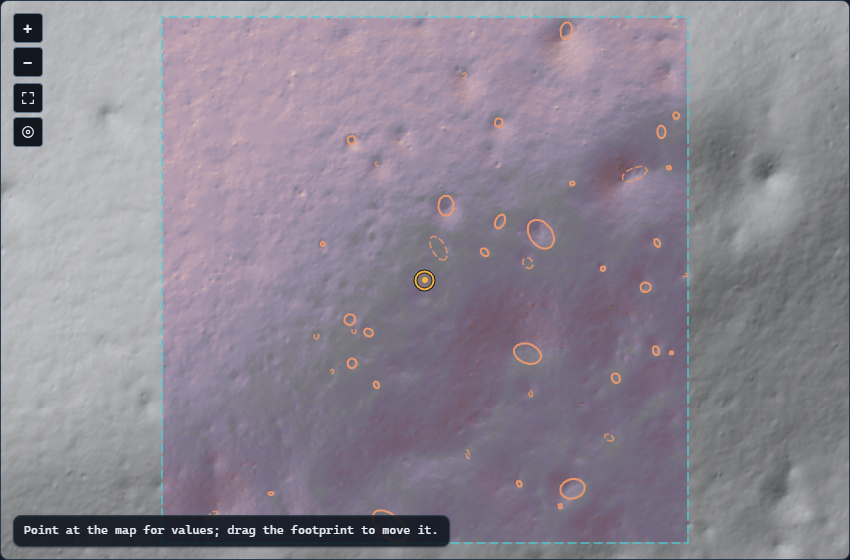 +
−
Point at the map for values; drag the footprint to move it.